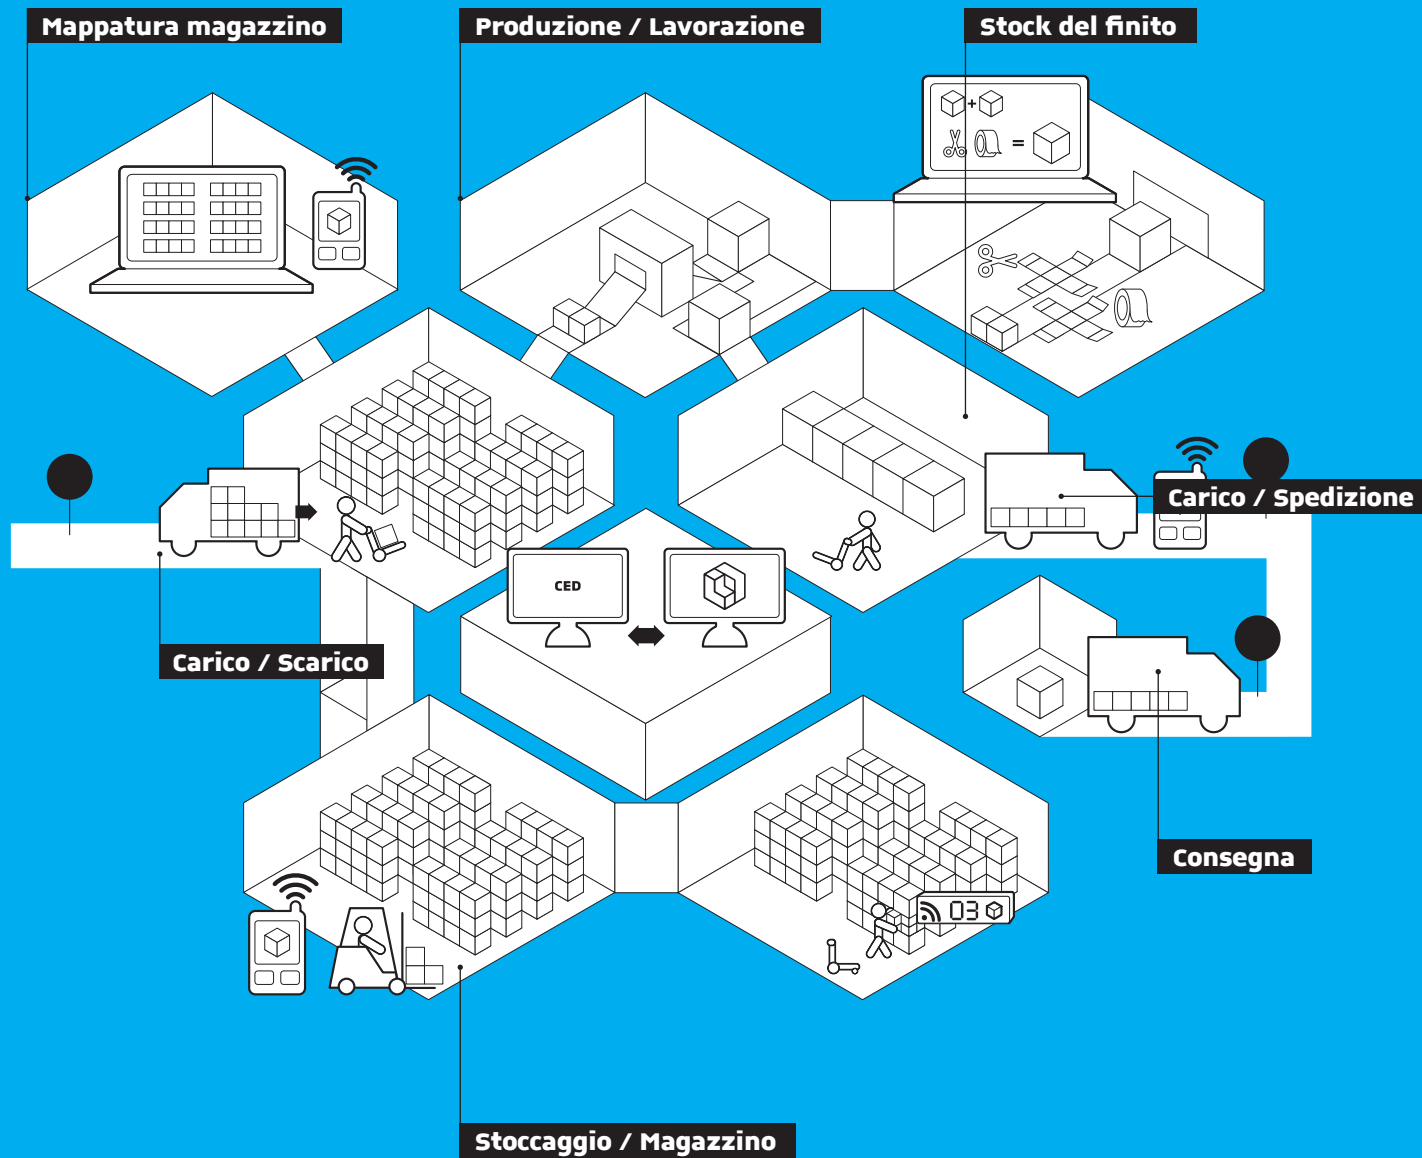 Mappatura magazzino
Produzione / Lavorazione
Stock del finito
+
=
Carico / Spedizione
CED
Carico / Scarico
Consegna
03
Stoccaggio / Magazzino